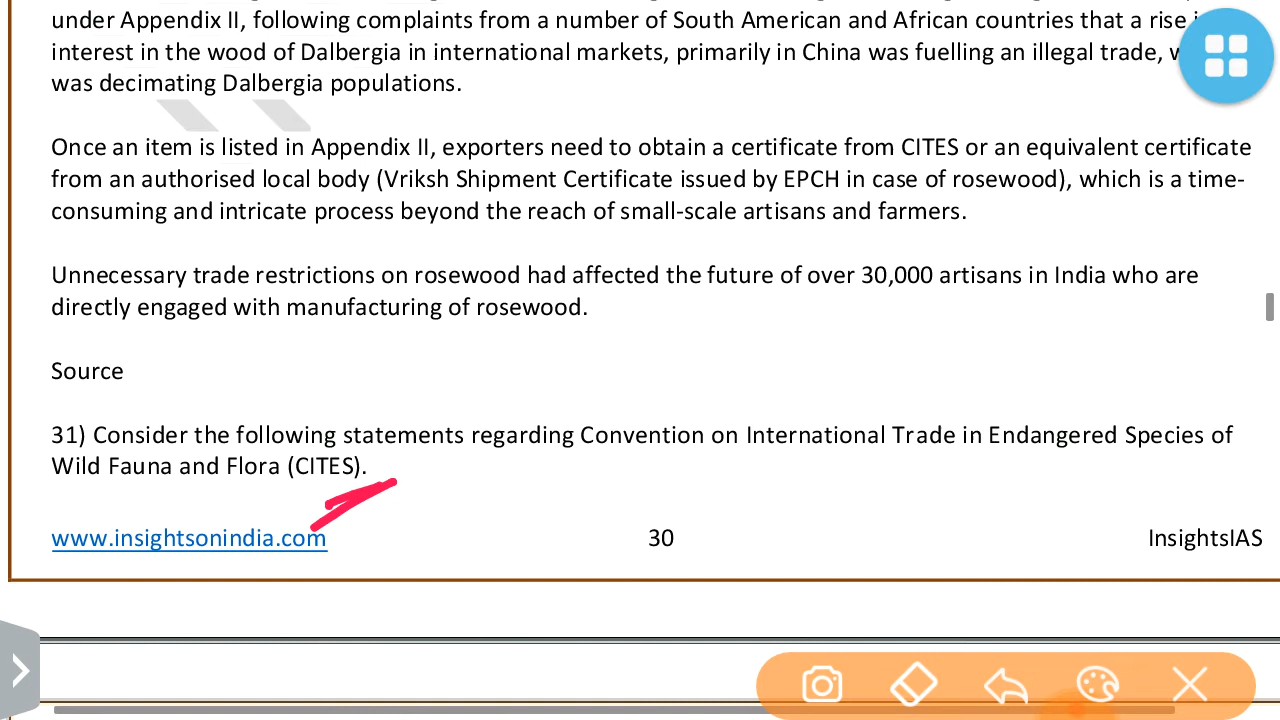 under Appendix II, following complaints from a number of South American and African countries that a rise
interest in the wood of Dalbergia in international markets, primarily in China was fuelling an illegal trade,
was decimating Dalbergia populations.
Once an item is listed in Appendix II, exporters need to obtain a certificate from CITES or an equivalent certificate
from an authorised local body (Vriksh Shipment Certificate issued by EPCH in case of rosewood), which is a time-
consuming and intricate process beyond the reach of small-scale artisans and farmers.
Unnecessary trade restrictions on rosewood had affected the future of over 30,000 artisans in India who are
directly engaged with manufacturing of rosewood.
Source
31) Consider the following statements regarding Convention on International Trade in Endangered Species of
Wild Fauna and Flora (CITES).
www.insightsonindia.com 30 InsightsIAS